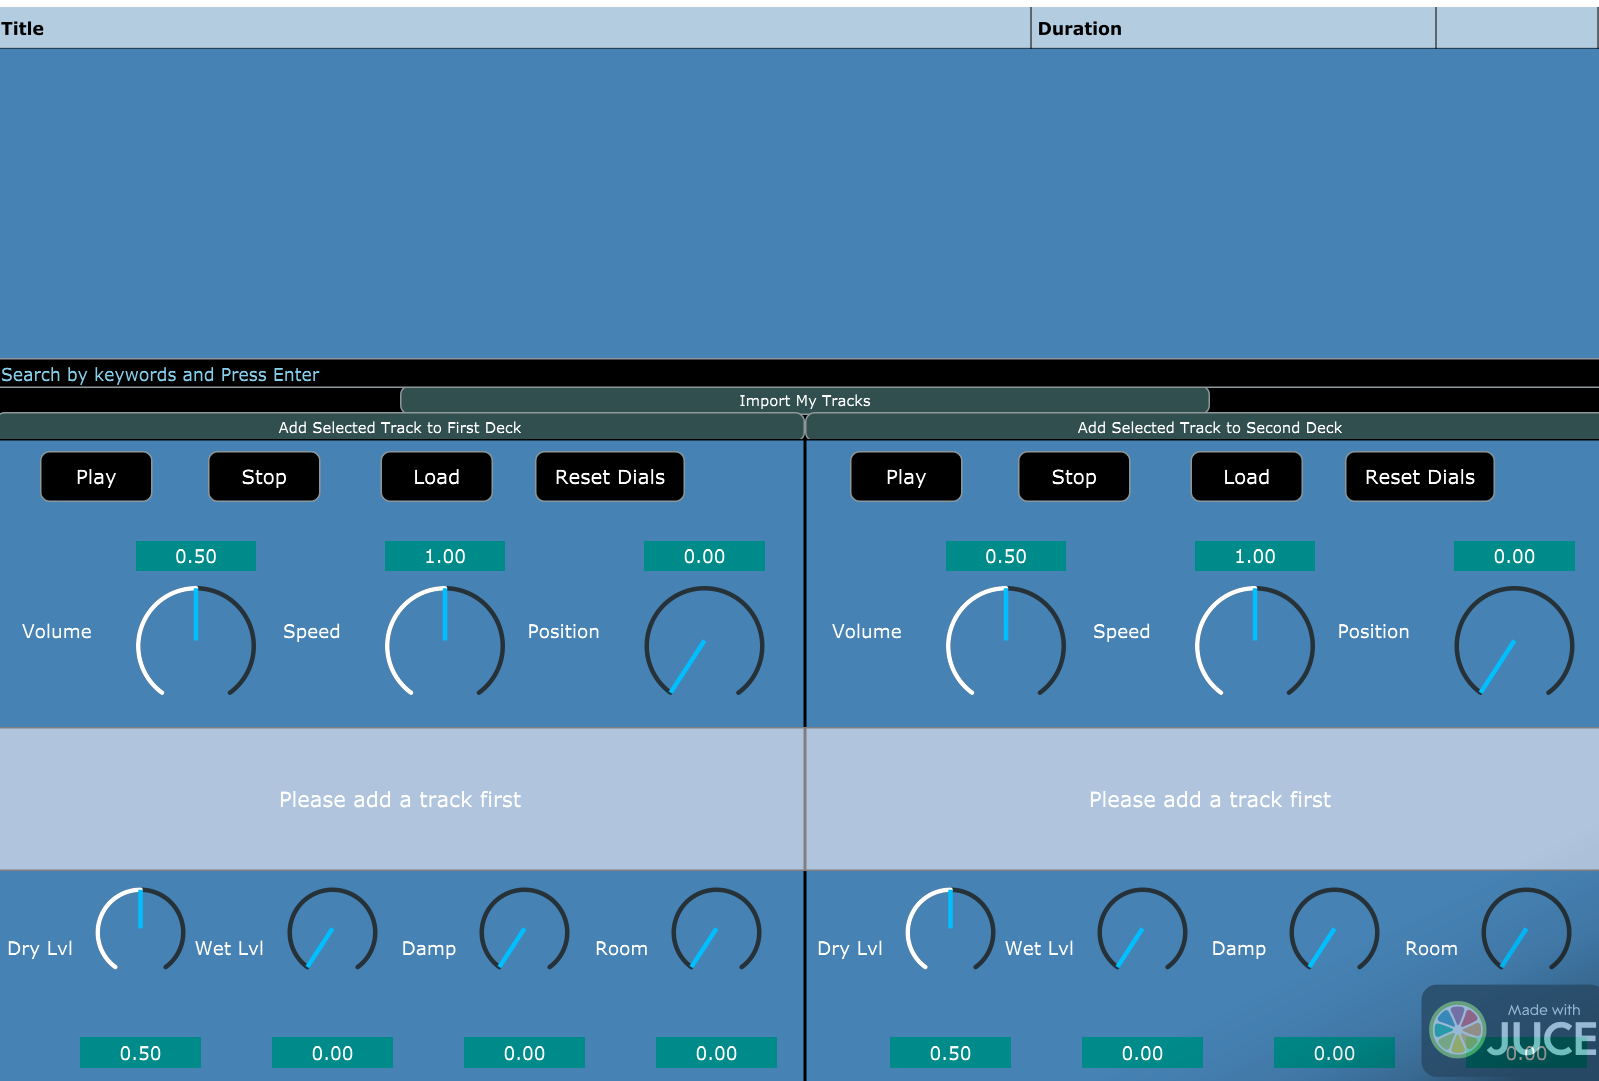 Title Duration
Search by keywords and Press Enter
Import My Tracks
Add Selected Track to First Deck Add Selected Track to Second Deck
Play Stop Load Reset Dials Play Stop Load Reset Dials
0.50 1.00 0.00 0.50 1.00 0.00
Volume Speed Position Volume Speed Position
Please add a track first Please add a track first
Dry Lvl Wet Lvl Damp Room Dry Lvl Wet Lvl Damp Room
Made with
JUCE
0.50 0.00 0.00 0.00 0.50 0.00 0.00 0.00